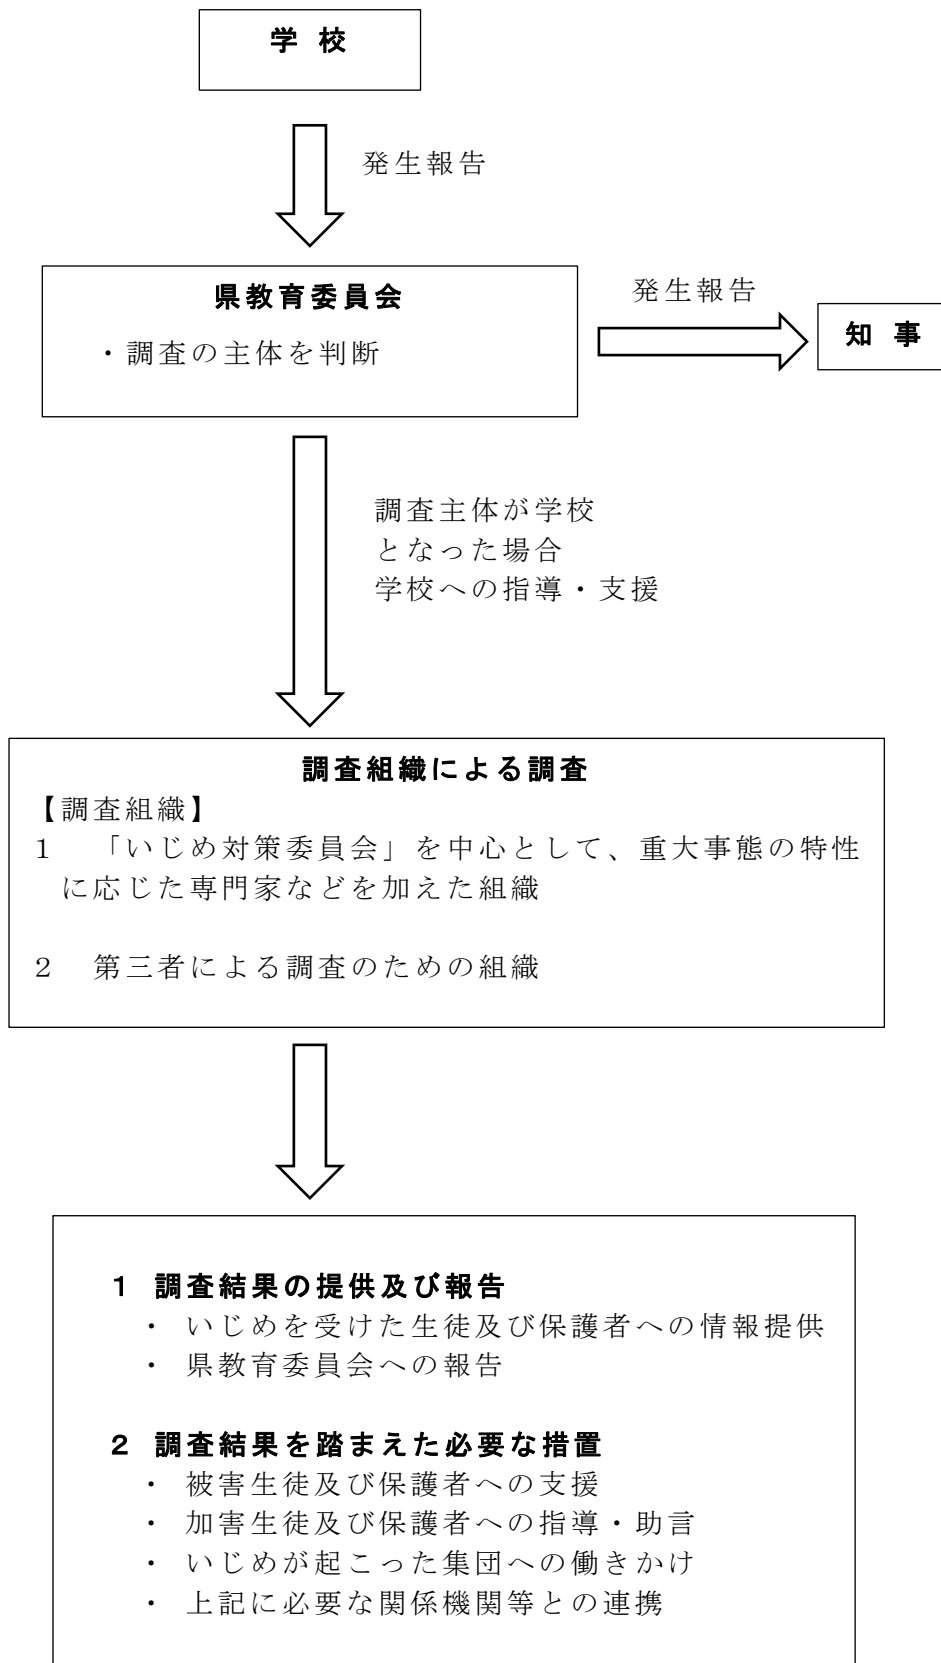 学 校
発生報告
県教育委員会
・調査の主体を判断
発生報告
知 事
調査主体が学校
となった場合
学校への指導・支援
調査組織による調査
【調査組織】
1 「いじめ対策委員会」を中心として、重大事態の特性
に応じた専門家などを加えた組織
2 第三者による調査のための組織
1 調査結果の提供及び報告
・ いじめを受けた生徒及び保護者への情報提供
・ 県教育委員会への報告
2 調査結果を踏まえた必要な措置
・ 被害生徒及び保護者への支援
・ 加害生徒及び保護者への指導・助言
・ いじめが起こった集団への働きかけ
・ 上記に必要な関係機関等との連携